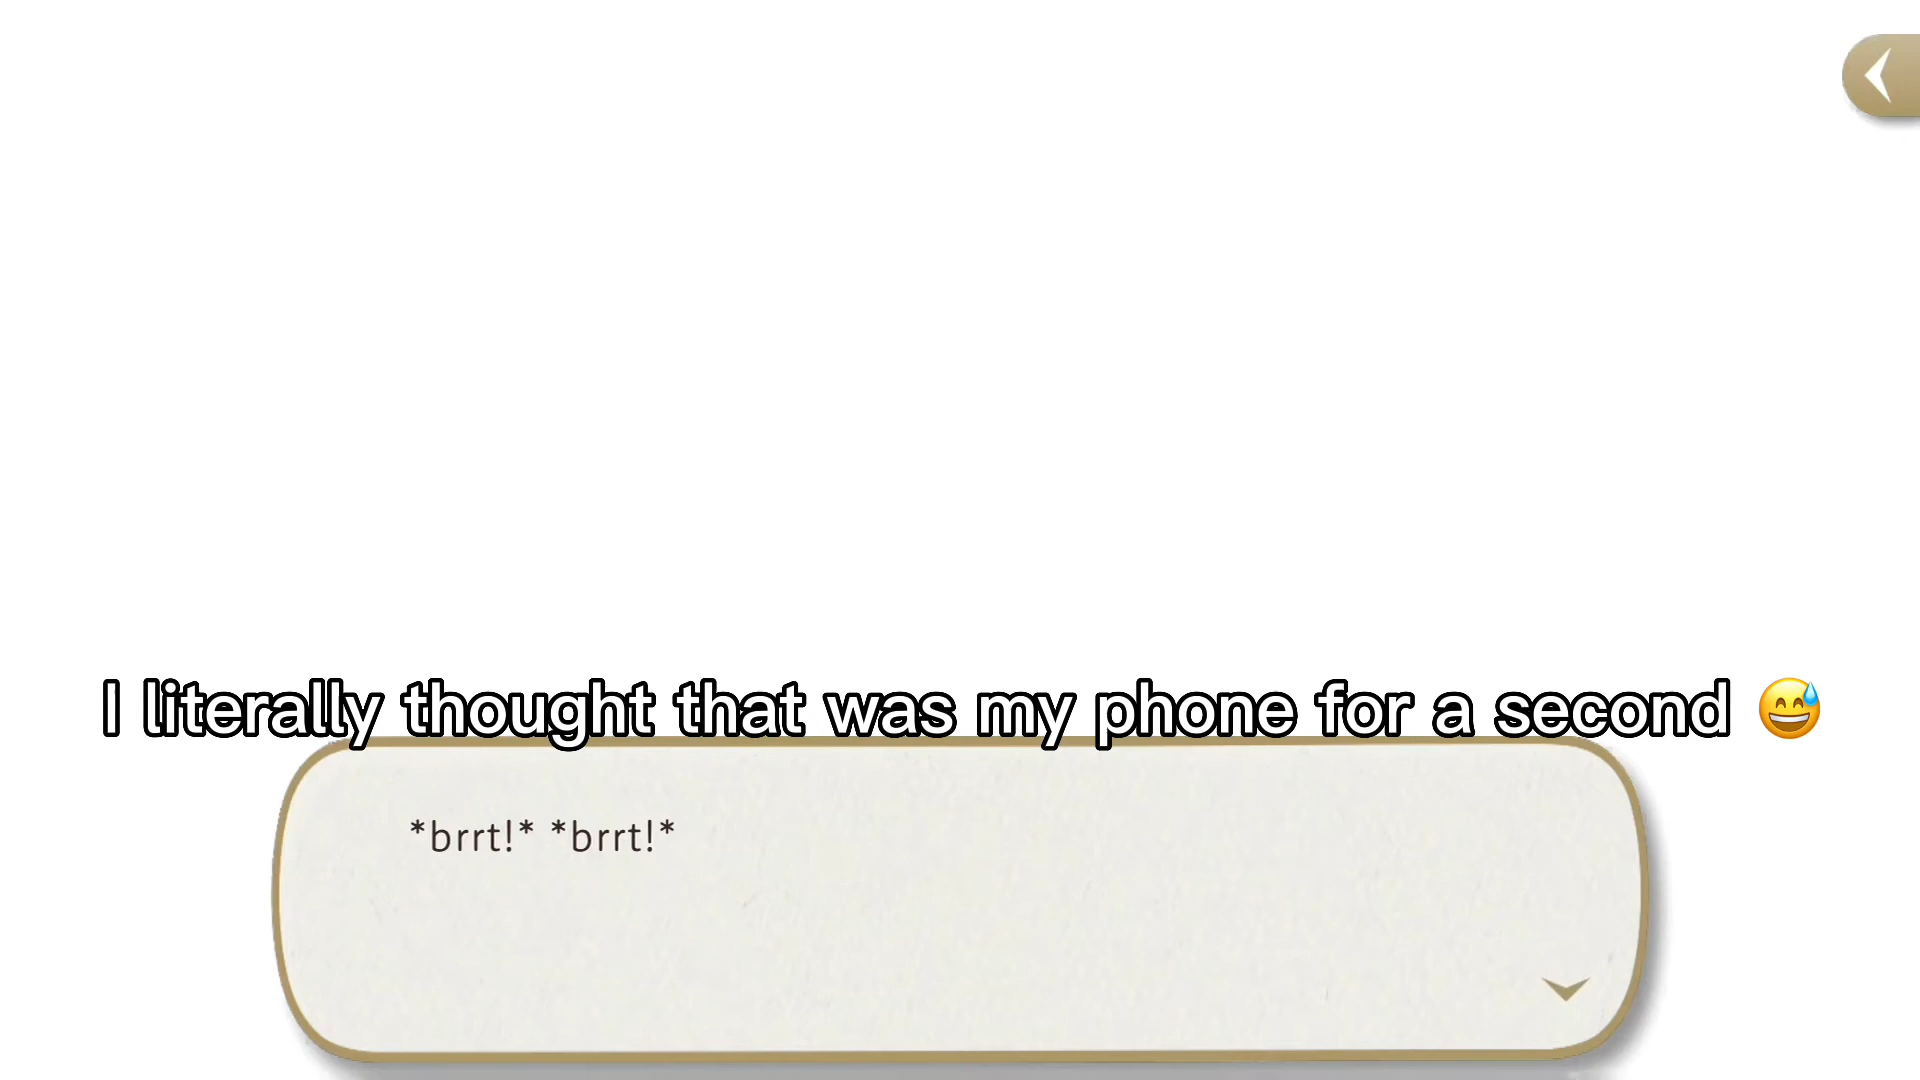 I literally thought that was my phone for a second 😅
*brrt!* *brrt!*